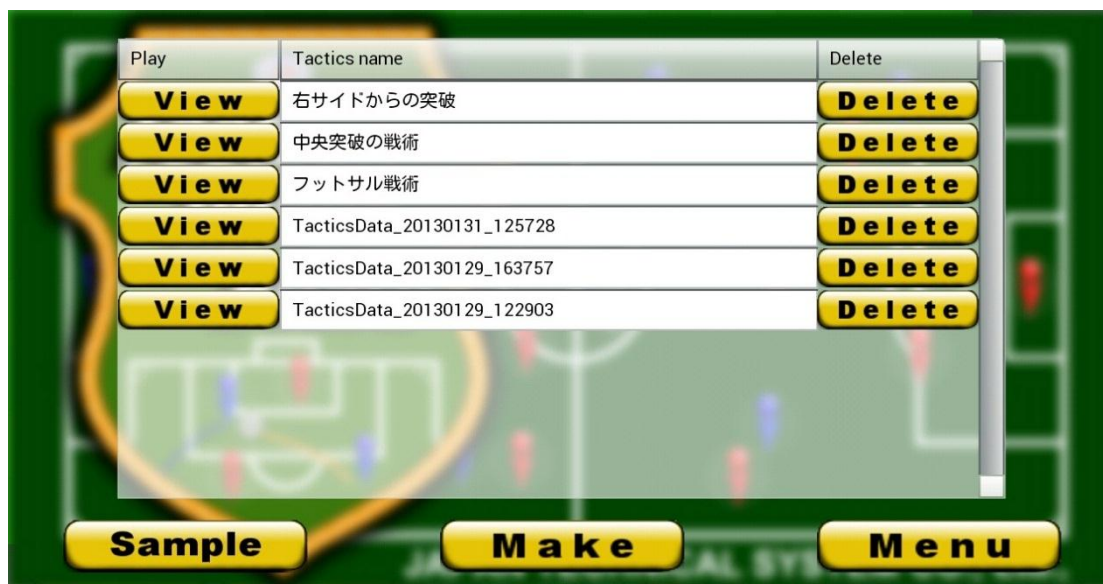 Play Tactics name Delete
View 右サイドからの突破 Delete
View 中央突破の戦術 Delete
View フットサル戦術 Delete
View TacticsData_20130131_125728 Delete
View TacticsData_20130129_163757 Delete
View TacticsData_20130129_122903 Delete
Sample Make Menu